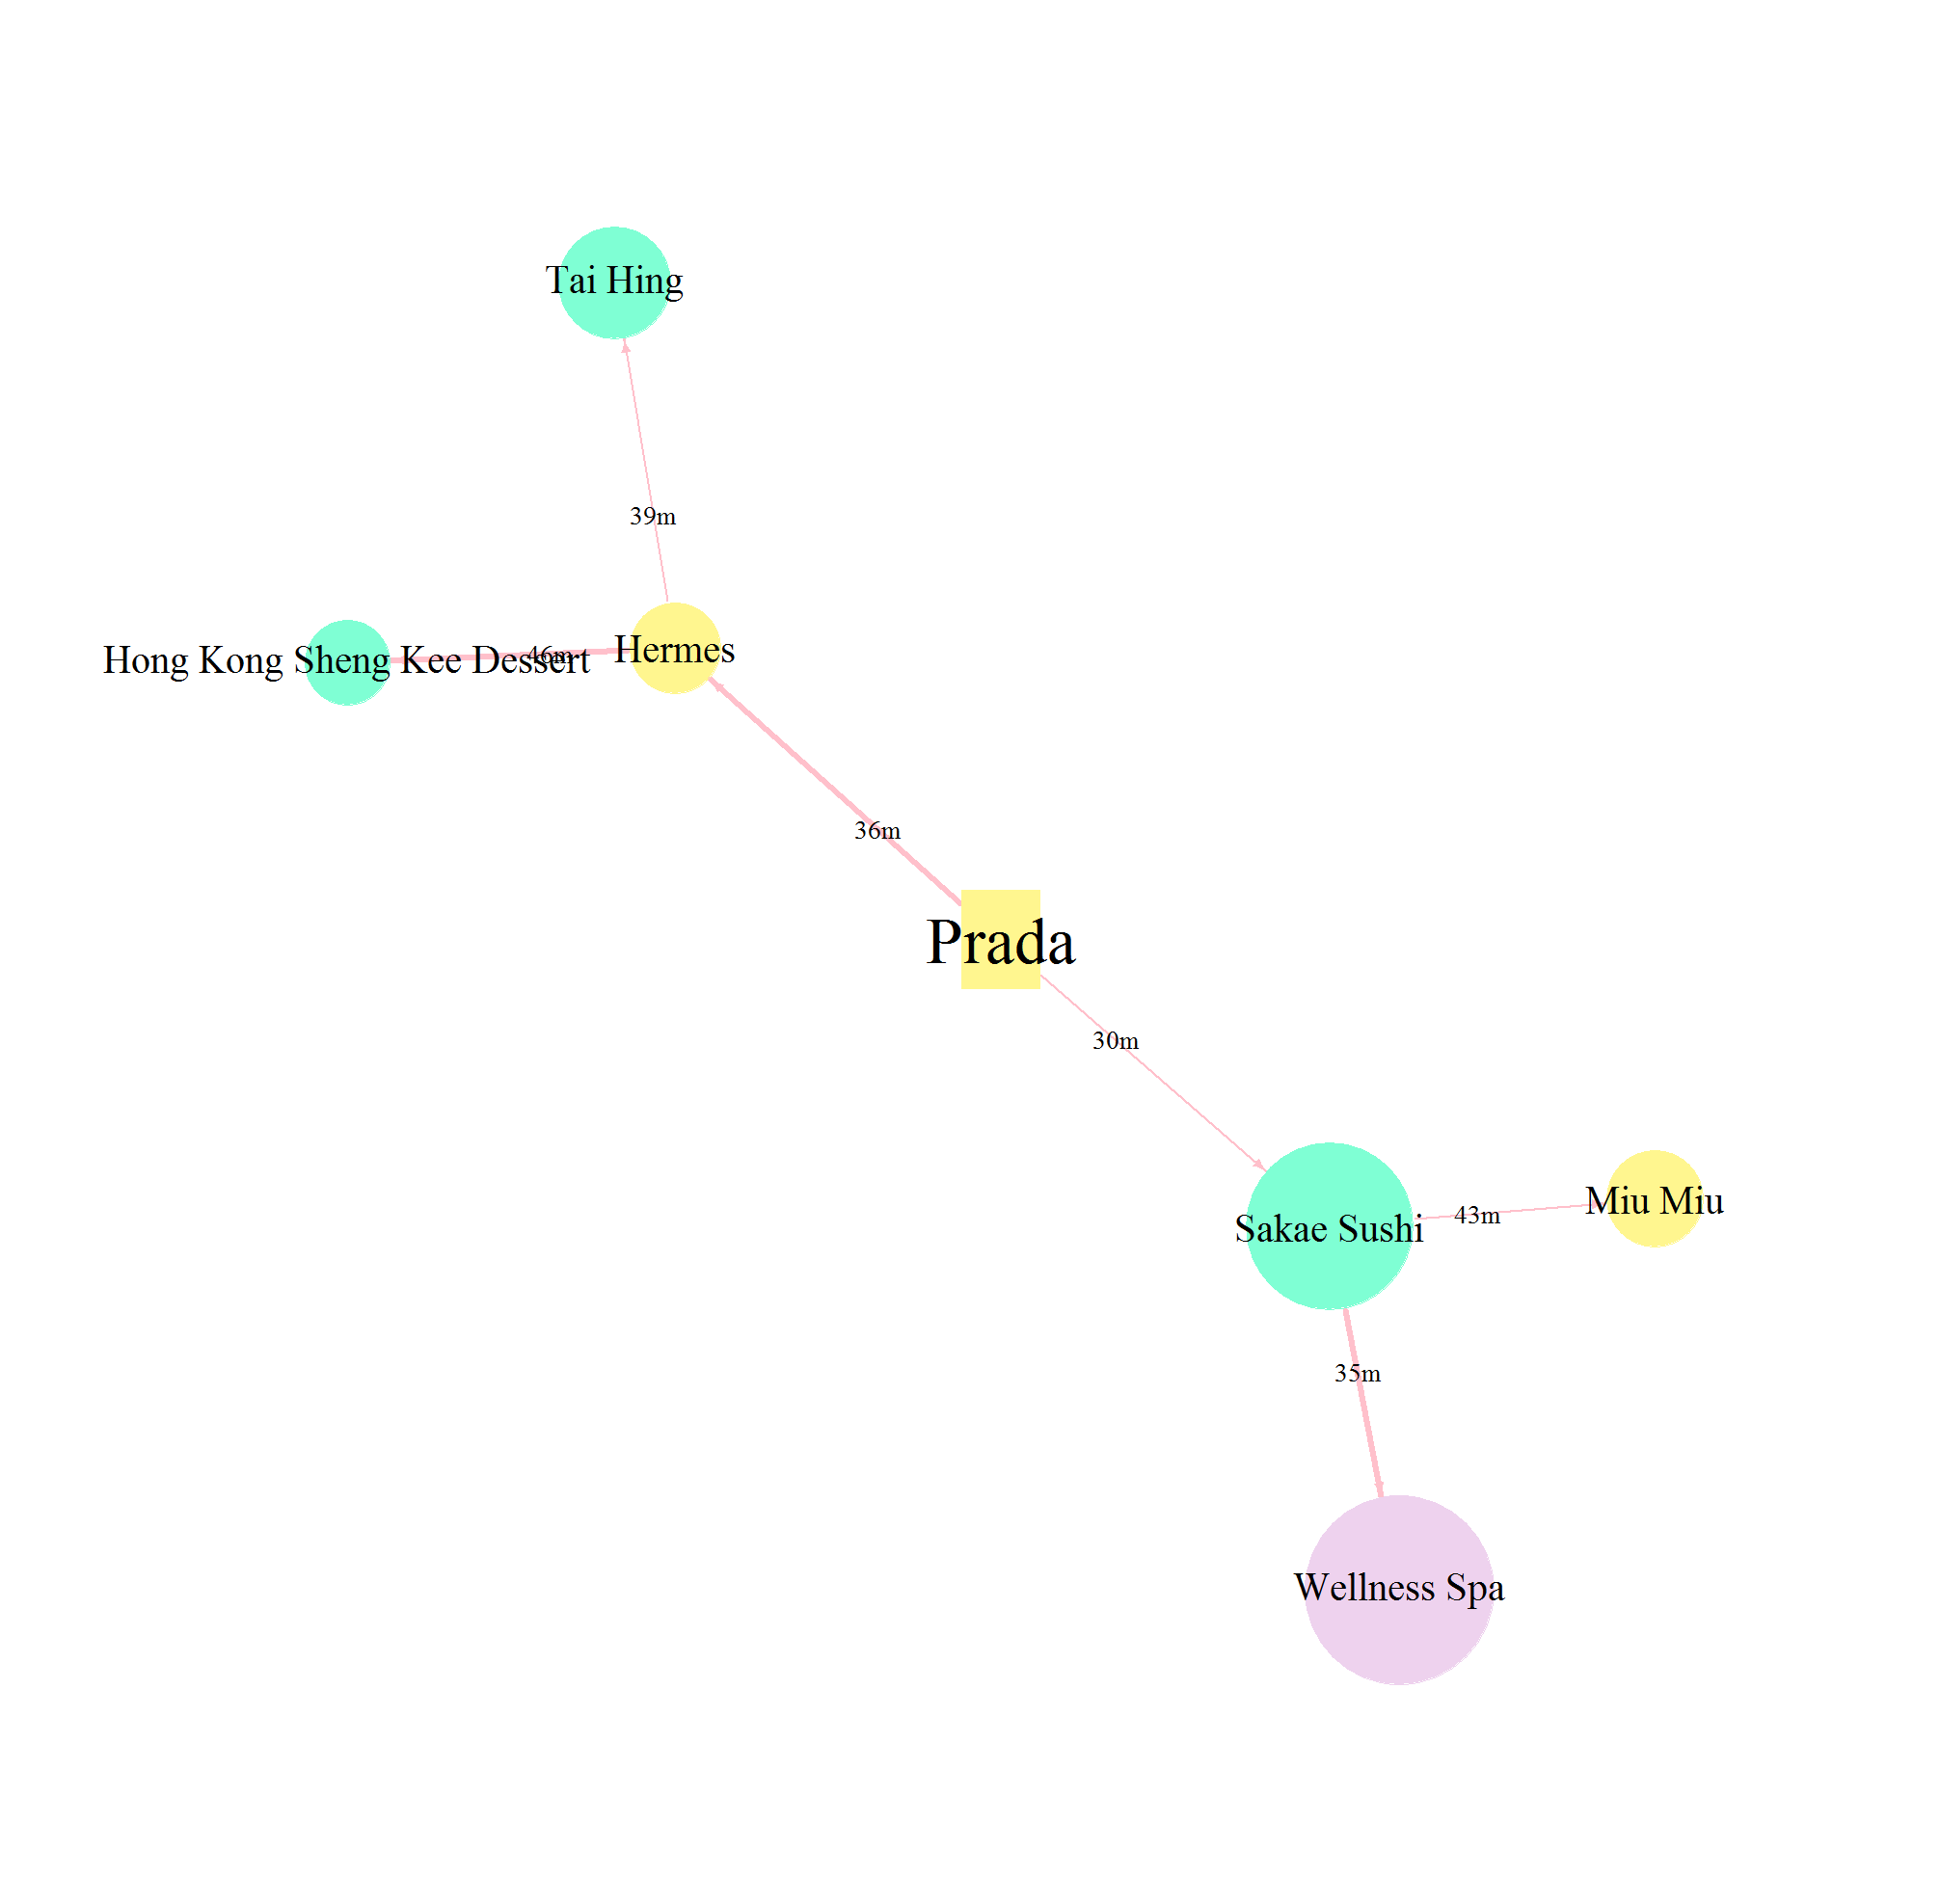 Tai Hing
39m
Hong Kong Sheng Kee Dessert
46m
Hermes
36m
Prada
30m
Sakae Sushi
43m
Miu Miu
35m
Wellness Spa